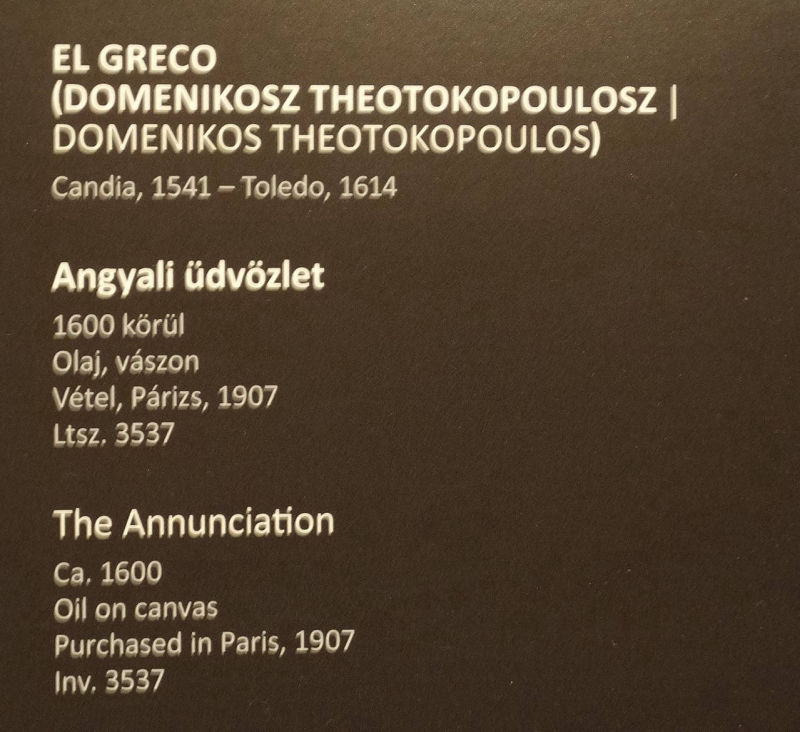 EL GRECO
(DOMENIKOSZ THEOTOKOPOULOSZ |
DOMENIKOS THEOTOKOPOULOS)
Candia, 1541 – Toledo, 1614
Angyali üdvözlet
1600 körül
Olaj, vászon
Vétel, Párizs, 1907
Ltsz. 3537
The Annunciation
Ca. 1600
Oil on canvas
Purchased in Paris, 1907
Inv. 3537